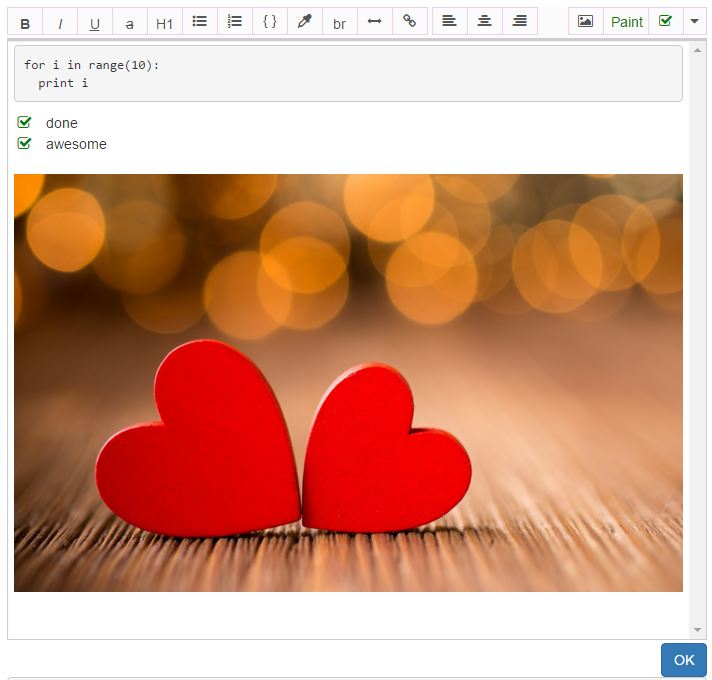 B I U a H1 { } br Paint
for i in range(10):
  print i
done
awesome
OK